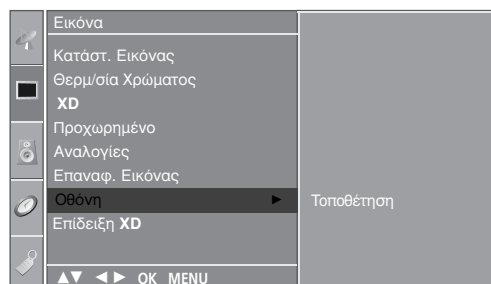 Εικόνα
Κατάστ. Εικόνας
Θερμ/σία Χρώματος
XD
Προχωρημένο
Αναλογίες
Επαναφ. Εικόνας
Οθόνη ► Τοποθέτηση
Επίδειξη XD
▲▼ ◄► OK MENU